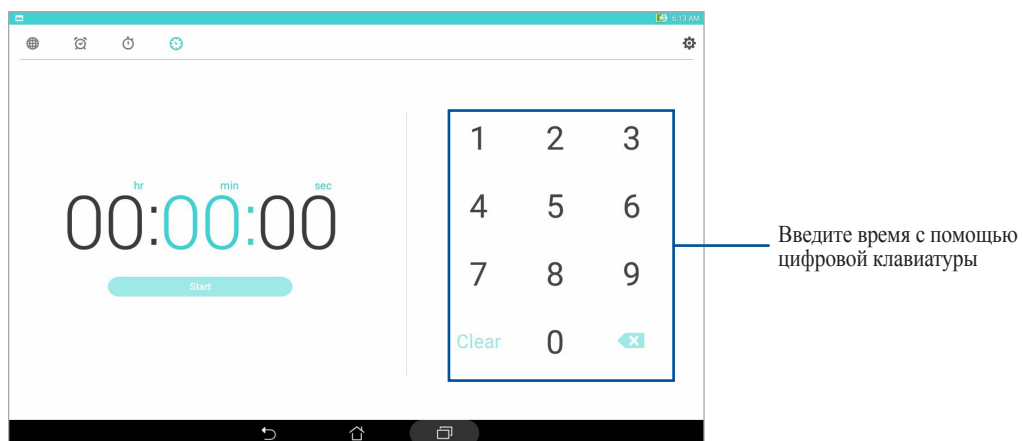 6:13 AM
hr min sec
00:00:00
Start
1 2 3
4 5 6
7 8 9
Clear 0
Введите время с помощью
цифровой клавиатуры